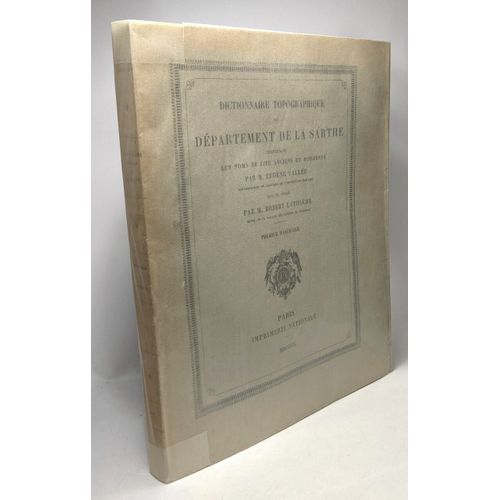 DICTIONNAIRE TOPOGRAPHIQUE
DU
DÉPARTEMENT DE LA SARTHE
COMPRENANT
LES NOMS DE LIEU ANCIENS ET MODERNES
PAR M. EUGÈNE VALLÉE
PAR M. ROBERT LATOUCHE
PREMIER FASCICULE
PARIS
IMPRIMERIE NATIONALE